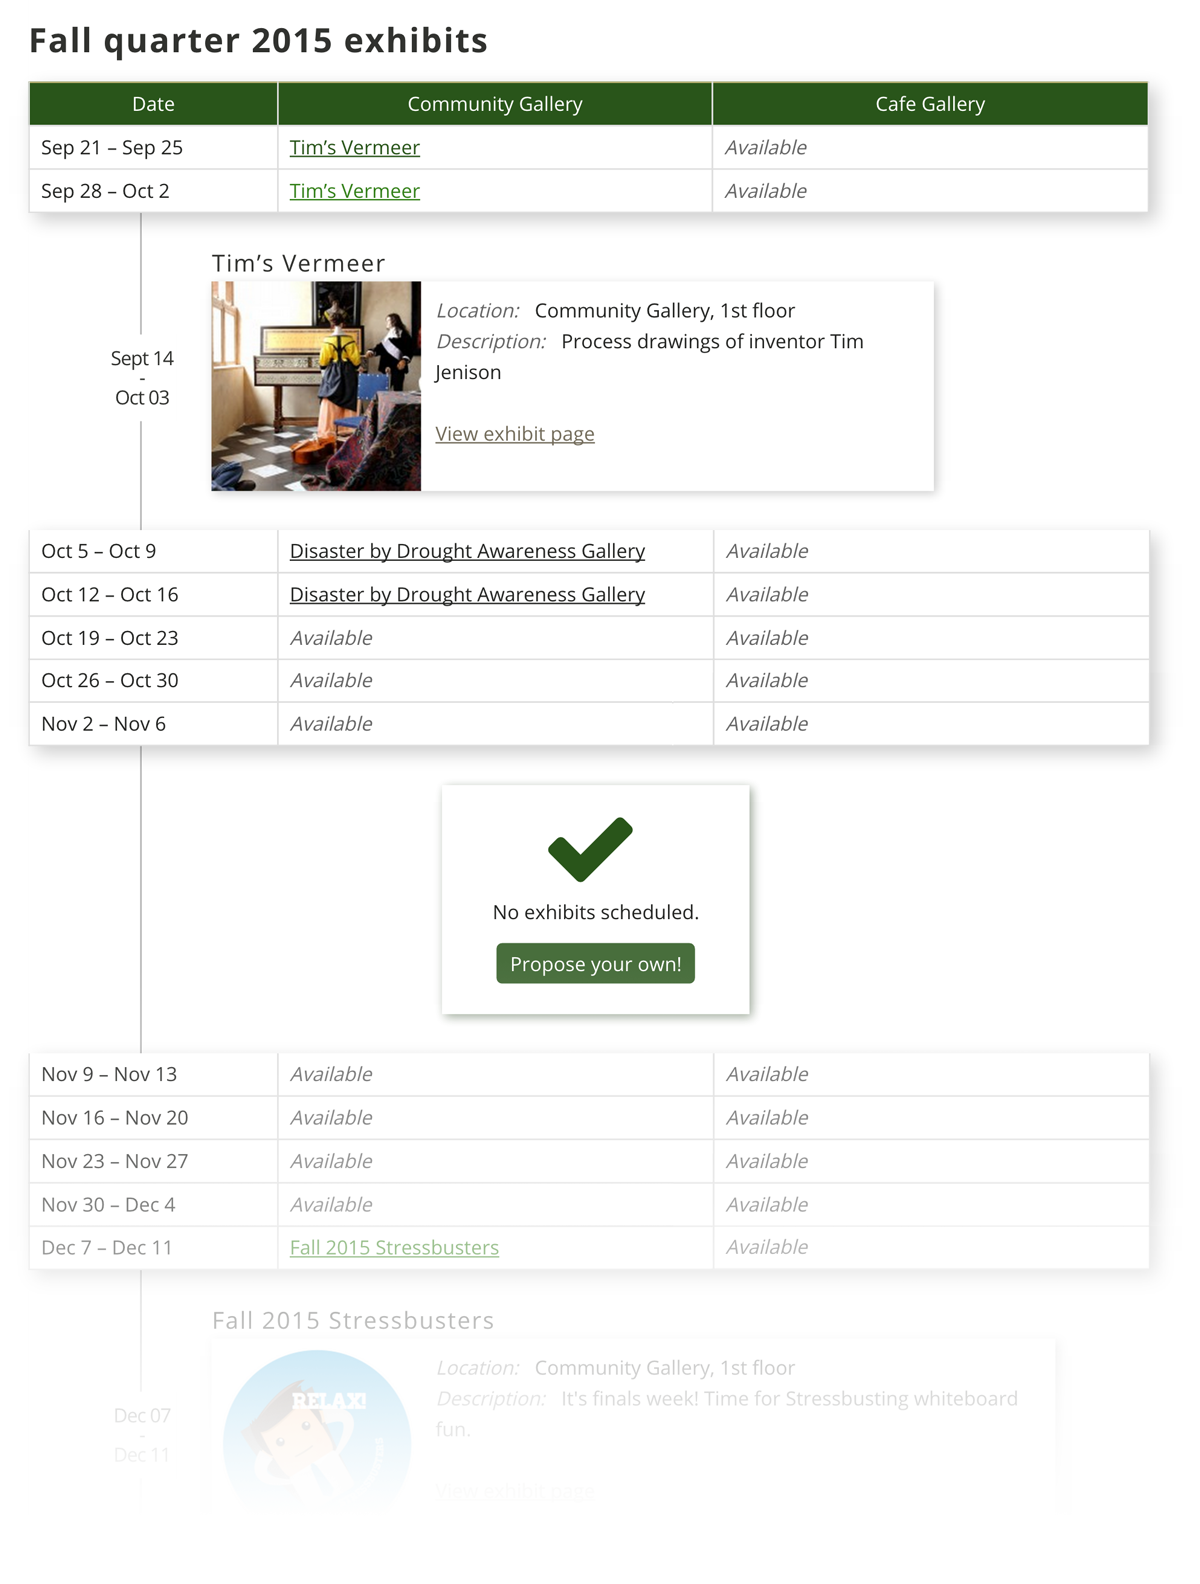 Fall quarter 2015 exhibits
Date Community Gallery Cafe Gallery
Sep 21 – Sep 25 Tim’s Vermeer Available
Sep 28 – Oct 2 Tim’s Vermeer Available
Tim’s Vermeer
Location: Community Gallery, 1st floor
Description: Process drawings of inventor Tim
Jenison
View exhibit page
Sept 14
-
Oct 03
Oct 5 – Oct 9 Disaster by Drought Awareness Gallery Available
Oct 12 – Oct 16 Disaster by Drought Awareness Gallery Available
Oct 19 – Oct 23 Available Available
Oct 26 – Oct 30 Available Available
Nov 2 – Nov 6 Available Available
No exhibits scheduled.
Propose your own!
Nov 9 – Nov 13 Available Available
Nov 16 – Nov 20 Available Available
Nov 23 – Nov 27 Available Available
Nov 30 – Dec 4 Available Available
Dec 7 – Dec 11 Fall 2015 Stressbusters Available
Fall 2015 Stressbusters
RELAX!
Location: Community Gallery, 1st floor
Description: It's finals week! Time for Stressbusting whiteboard
fun.
View exhibit page
Dec 07
-
Dec 11